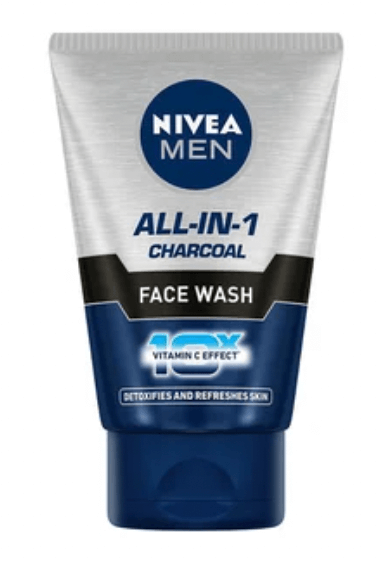 NIVEA
MEN
ALL-IN-1
CHARCOAL
FACE WASH
10X
VITAMIN C EFFECT*
DETOXIFIES AND REFRESHES SKIN